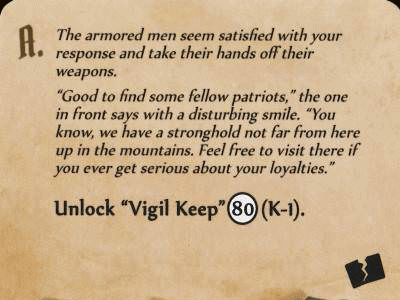 A. The armored men seem satisfied with your
response and take their hands off their
weapons.
“Good to find some fellow patriots,” the one
in front says with a disturbing smile. “You
know, we have a stronghold not far from here
up in the mountains. Feel free to visit there if
you ever get serious about your loyalties.”
Unlock “Vigil Keep” 80 (K-1).